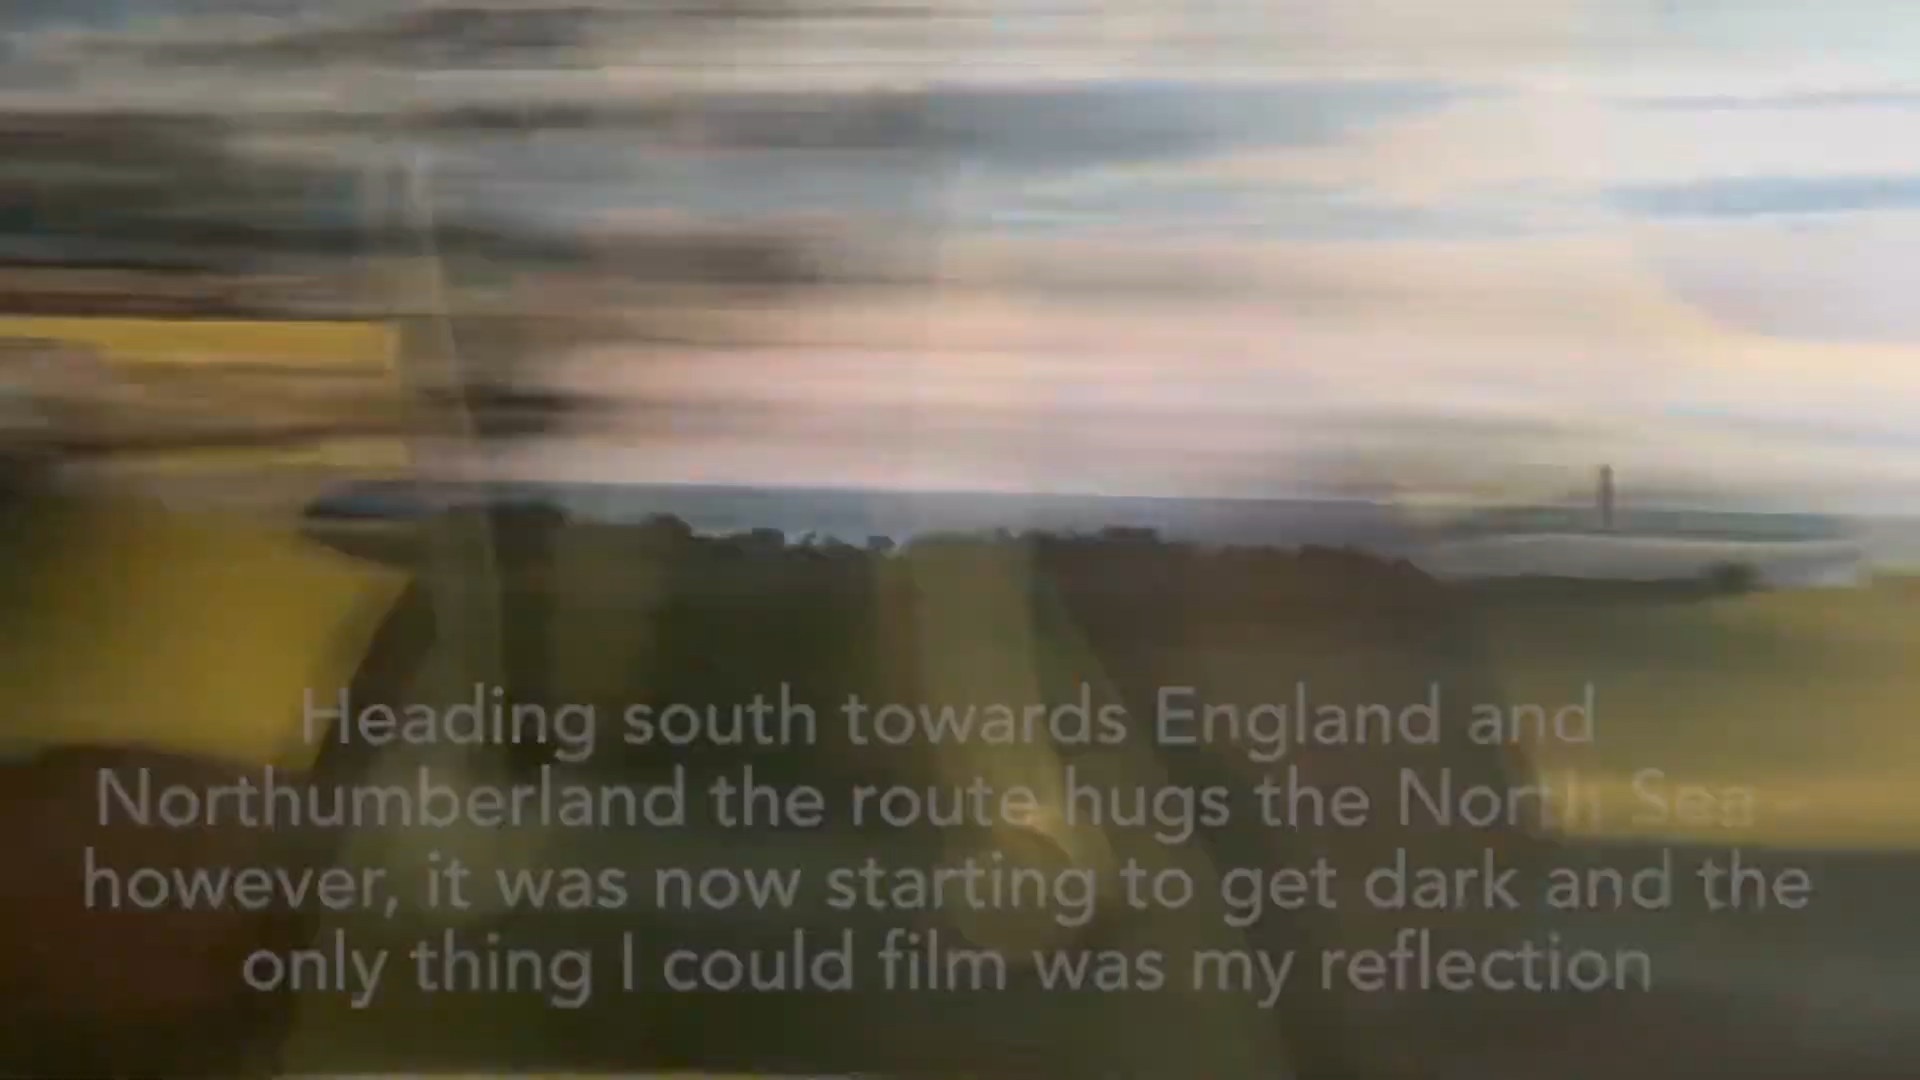 Heading south towards England and
Northumberland the route hugs the North Sea -
however, it was now starting to get dark and the
only thing I could film was my reflection